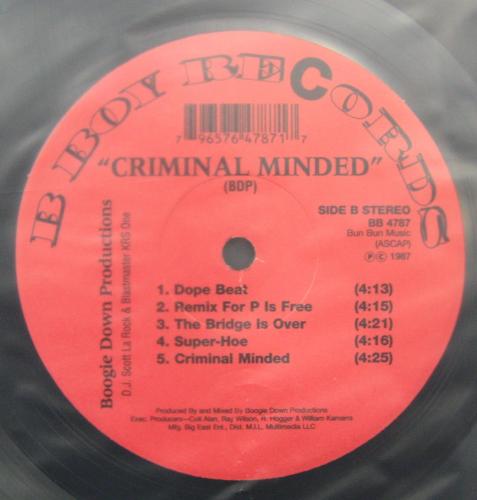 B BOY RECORDS
7 96576 47871 7
"CRIMINAL MINDED"
(BDP)
SIDE B STEREO
BB 4787
Bun Bun Music
(ASCAP)
℗ © 1987
Boogie Down Productions
D.J. Scott La Rock & Blastmaster KRS One
1. Dope Beat (4:13)
2. Remix For P Is Free (4:15)
3. The Bridge Is Over (4:21)
4. Super-Hoe (4:16)
5. Criminal Minded (4:25)
Produced By and Mixed By Boogie Down Productions
Exec. Producers—Coli Alan, Ray Wilson, R. Hogger & William Kamarra
Mfg. Big East Ent., Dist. M.I.L. Multimedia LLC